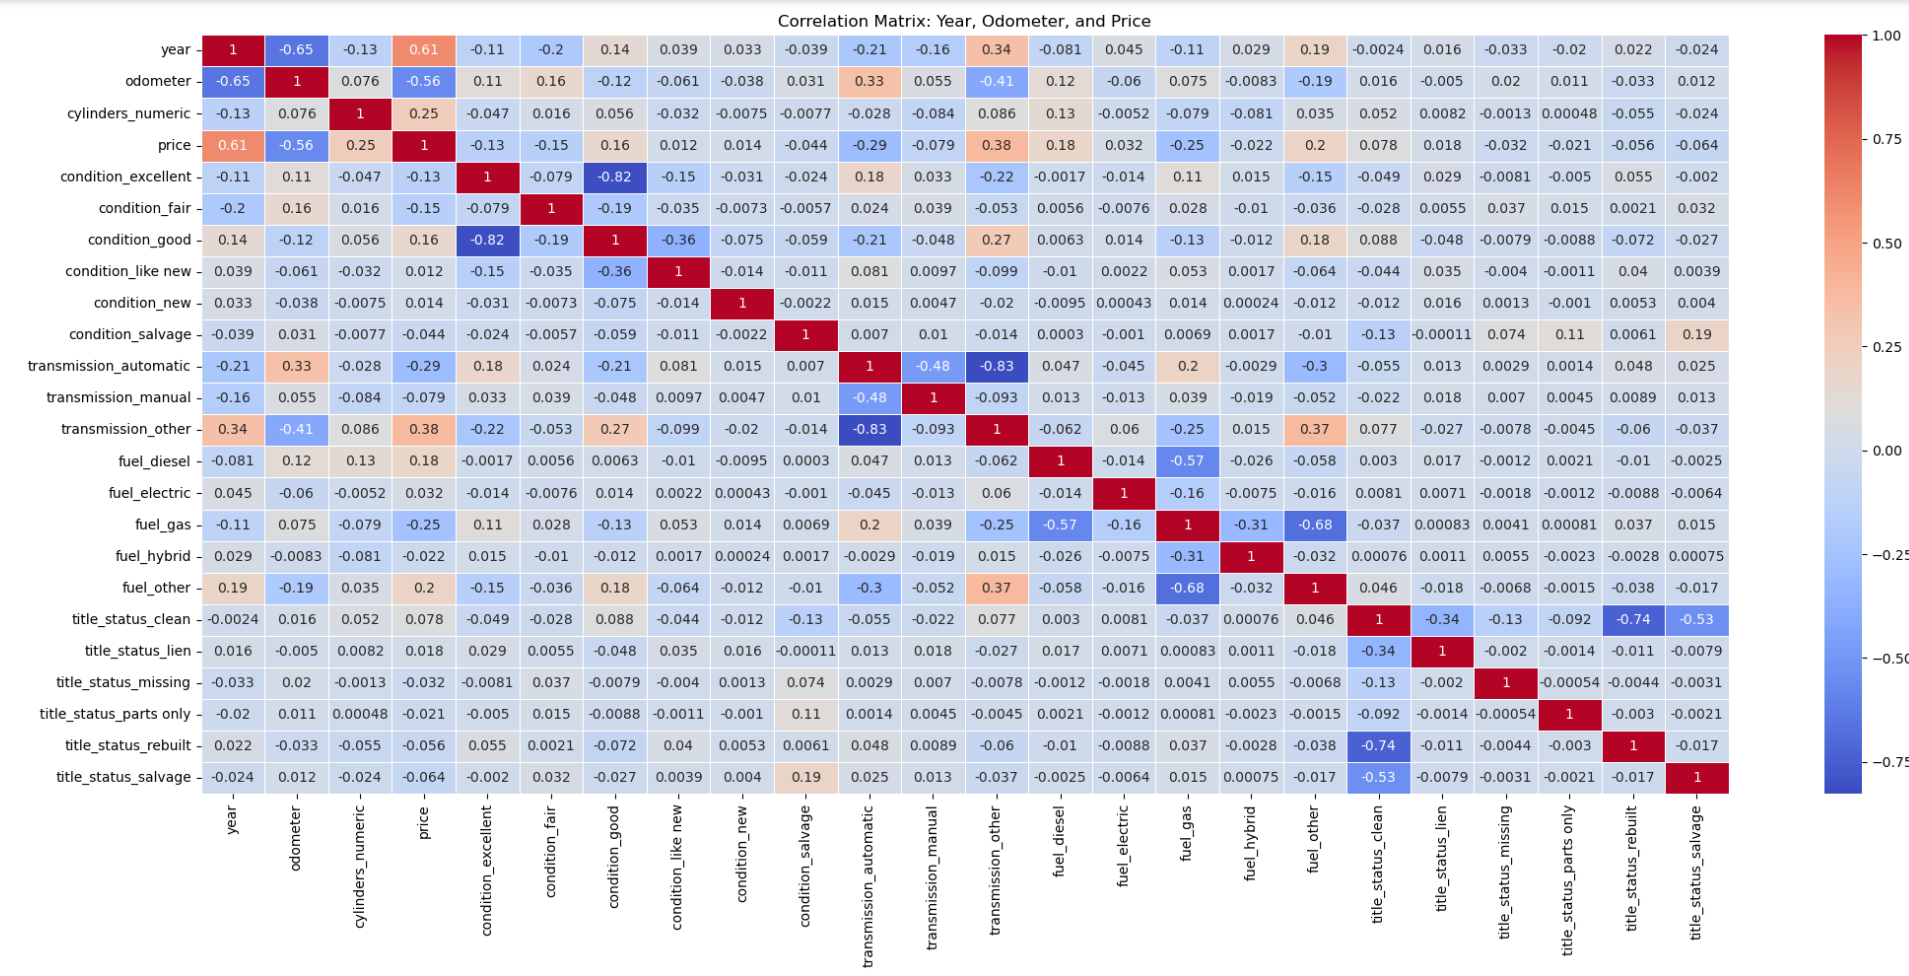 Correlation Matrix: Year, Odometer, and Price
year 1 -0.65 -0.13 0.61 -0.11 -0.2 0.14 0.039 0.033 -0.039 -0.21 -0.16 0.34 -0.081 0.045 -0.11 0.029 0.19 -0.0024 0.016 -0.033 -0.02 0.022 -0.024
odometer -0.65 1 0.076 -0.56 0.11 0.16 -0.12 -0.061 -0.038 0.031 0.33 0.055 -0.41 0.12 -0.06 0.075 -0.0083 -0.19 0.016 -0.005 0.02 0.011 -0.033 0.012
cylinders_numeric -0.13 0.076 1 0.25 -0.047 0.016 0.056 -0.032 -0.0075 -0.0077 -0.028 -0.084 0.086 0.13 -0.0052 -0.079 -0.081 0.035 0.052 0.0082 -0.0013 0.00048 -0.055 -0.024
price 0.61 -0.56 0.25 1 -0.13 -0.15 0.16 0.012 0.014 -0.044 -0.29 -0.079 0.38 0.18 0.032 -0.25 -0.022 0.2 0.078 0.018 -0.032 -0.021 -0.056 -0.064
condition_excellent -0.11 0.11 -0.047 -0.13 1 -0.079 -0.82 -0.15 -0.031 -0.024 0.18 0.033 -0.22 -0.0017 -0.014 0.11 0.015 -0.15 -0.049 0.029 -0.0081 -0.005 0.055 -0.002
condition_fair -0.2 0.16 0.016 -0.15 -0.079 1 -0.19 -0.035 -0.0073 -0.0057 0.024 0.039 -0.053 0.0056 -0.0076 0.028 -0.01 -0.036 -0.028 0.0055 0.037 0.015 0.0021 0.032
condition_good 0.14 -0.12 0.056 0.16 -0.82 -0.19 1 -0.36 -0.075 -0.059 -0.21 -0.048 0.27 0.0063 0.014 -0.13 -0.012 0.18 0.088 -0.048 -0.0079 -0.0088 -0.072 -0.027
condition_like new 0.039 -0.061 -0.032 0.012 -0.15 -0.035 -0.36 1 -0.014 -0.011 0.081 0.0097 -0.099 -0.01 0.0022 0.053 0.0017 -0.064 -0.044 0.035 -0.004 -0.0011 0.04 0.0039
condition_new 0.033 -0.038 -0.0075 0.014 -0.031 -0.0073 -0.075 -0.014 1 -0.0022 0.015 0.0047 -0.02 -0.0095 0.00043 0.014 0.00024 -0.012 -0.012 0.016 0.0013 -0.001 0.0053 0.004
condition_salvage -0.039 0.031 -0.0077 -0.044 -0.024 -0.0057 -0.059 -0.011 -0.0022 1 0.007 0.01 -0.014 0.0003 -0.001 0.0069 0.0017 -0.01 -0.13 -0.00011 0.074 0.11 0.0061 0.19
transmission_automatic -0.21 0.33 -0.028 -0.29 0.18 0.024 -0.21 0.081 0.015 0.007 1 -0.48 -0.83 0.047 -0.045 0.2 -0.0029 -0.3 -0.055 0.013 0.0029 0.0014 0.048 0.025
transmission_manual -0.16 0.055 -0.084 -0.079 0.033 0.039 -0.048 0.0097 0.0047 0.01 -0.48 1 -0.093 0.013 -0.013 0.039 -0.019 -0.052 -0.022 0.018 0.007 0.0045 0.0089 0.013
transmission_other 0.34 -0.41 0.086 0.38 -0.22 -0.053 0.27 -0.099 -0.02 -0.014 -0.83 -0.093 1 -0.062 0.06 -0.25 0.015 0.37 0.077 -0.027 -0.0078 -0.0045 -0.06 -0.037
fuel_diesel -0.081 0.12 0.13 0.18 -0.0017 0.0056 0.0063 -0.01 -0.0095 0.0003 0.047 0.013 -0.062 1 -0.014 -0.57 -0.026 -0.058 0.003 0.017 -0.0012 0.0021 -0.01 -0.0025
fuel_electric 0.045 -0.06 -0.0052 0.032 -0.014 -0.0076 0.014 0.0022 0.00043 -0.001 -0.045 -0.013 0.06 -0.014 1 -0.16 -0.0075 -0.016 0.0081 0.0071 -0.0018 -0.0012 -0.0088 -0.0064
fuel_gas -0.11 0.075 -0.079 -0.25 0.11 0.028 -0.13 0.053 0.014 0.0069 0.2 0.039 -0.25 -0.57 -0.16 1 -0.31 -0.68 -0.037 0.00083 0.0041 0.00081 0.037 0.015
fuel_hybrid 0.029 -0.0083 -0.081 -0.022 0.015 -0.01 -0.012 0.0017 0.00024 0.0017 -0.0029 -0.019 0.015 -0.026 -0.0075 -0.31 1 -0.032 0.00076 0.0011 0.0055 -0.0023 -0.0028 0.00075
fuel_other 0.19 -0.19 0.035 0.2 -0.15 -0.036 0.18 -0.064 -0.012 -0.01 -0.3 -0.052 0.37 -0.058 -0.016 -0.68 -0.032 1 0.046 -0.018 -0.0068 -0.0015 -0.038 -0.017
title_status_clean -0.0024 0.016 0.052 0.078 -0.049 -0.028 0.088 -0.044 -0.012 -0.13 -0.055 -0.022 0.077 0.003 0.0081 -0.037 0.00076 0.046 1 -0.34 -0.13 -0.092 -0.74 -0.53
title_status_lien 0.016 -0.005 0.0082 0.018 0.029 0.0055 -0.048 0.035 0.016 -0.00011 0.013 0.018 -0.027 0.017 0.0071 0.00083 0.0011 -0.018 -0.34 1 -0.002 -0.0014 -0.011 -0.0079
title_status_missing -0.033 0.02 -0.0013 -0.032 -0.0081 0.037 -0.0079 -0.004 0.0013 0.074 0.0029 0.007 -0.0078 -0.0012 -0.0018 0.0041 0.0055 -0.0068 -0.13 -0.002 1 -0.00054 -0.0044 -0.0031
title_status_parts only -0.02 0.011 0.00048 -0.021 -0.005 0.015 -0.0088 -0.0011 -0.001 0.11 0.0014 0.0045 -0.0045 0.0021 -0.0012 0.00081 -0.0023 -0.0015 -0.092 -0.0014 -0.00054 1 -0.003 -0.0021
title_status_rebuilt 0.022 -0.033 -0.055 -0.056 0.055 0.0021 -0.072 0.04 0.0053 0.0061 0.048 0.0089 -0.06 -0.01 -0.0088 0.037 -0.0028 -0.038 -0.74 -0.011 -0.0044 -0.003 1 -0.017
title_status_salvage -0.024 0.012 -0.024 -0.064 -0.002 0.032 -0.027 0.0039 0.004 0.19 0.025 0.013 -0.037 -0.0025 -0.0064 0.015 0.00075 -0.017 -0.53 -0.0079 -0.0031 -0.0021 -0.017 1
year
odometer
cylinders_numeric
price
condition_excellent
condition_fair
condition_good
condition_like new
condition_new
condition_salvage
transmission_automatic
transmission_manual
transmission_other
fuel_diesel
fuel_electric
fuel_gas
fuel_hybrid
fuel_other
title_status_clean
title_status_lien
title_status_missing
title_status_parts only
title_status_rebuilt
title_status_salvage
1.00
0.75
0.50
0.25
0.00
−0.25
−0.50
−0.75